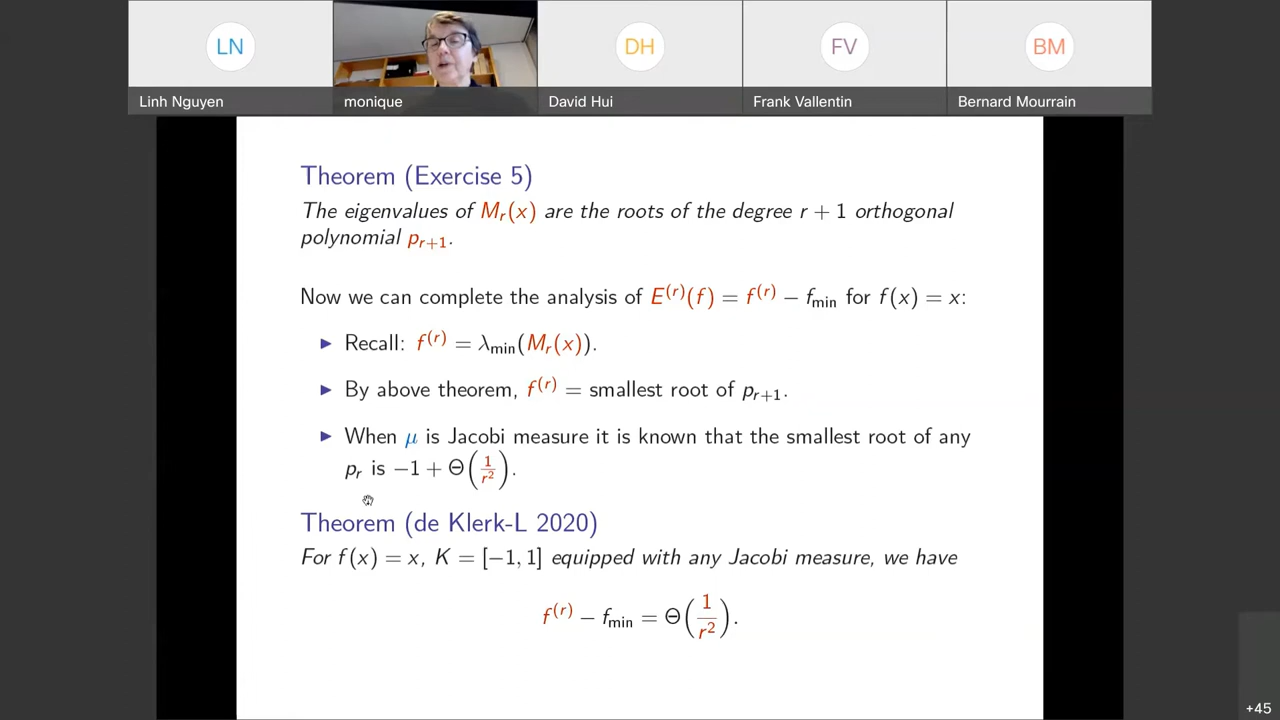 LN
DH
FV
BM
Linh Nguyen
monique
David Hui
Frank Vallentin
Bernard Mourrain
Theorem (Exercise 5)
The eigenvalues of M_r(x) are the roots of the degree r + 1 orthogonal
polynomial p_{r+1}.
Now we can complete the analysis of E^{(r)}(f) = f^{(r)} − f_min for f(x) = x:
▶ Recall: f^{(r)} = λ_min(M_r(x)).
▶ By above theorem, f^{(r)} = smallest root of p_{r+1}.
▶ When μ is Jacobi measure it is known that the smallest root of any
p_r is −1 + Θ(1/r²).
Theorem (de Klerk-L 2020)
For f(x) = x, K = [−1, 1] equipped with any Jacobi measure, we have
f^{(r)} − f_min = Θ(1/r²).
+45